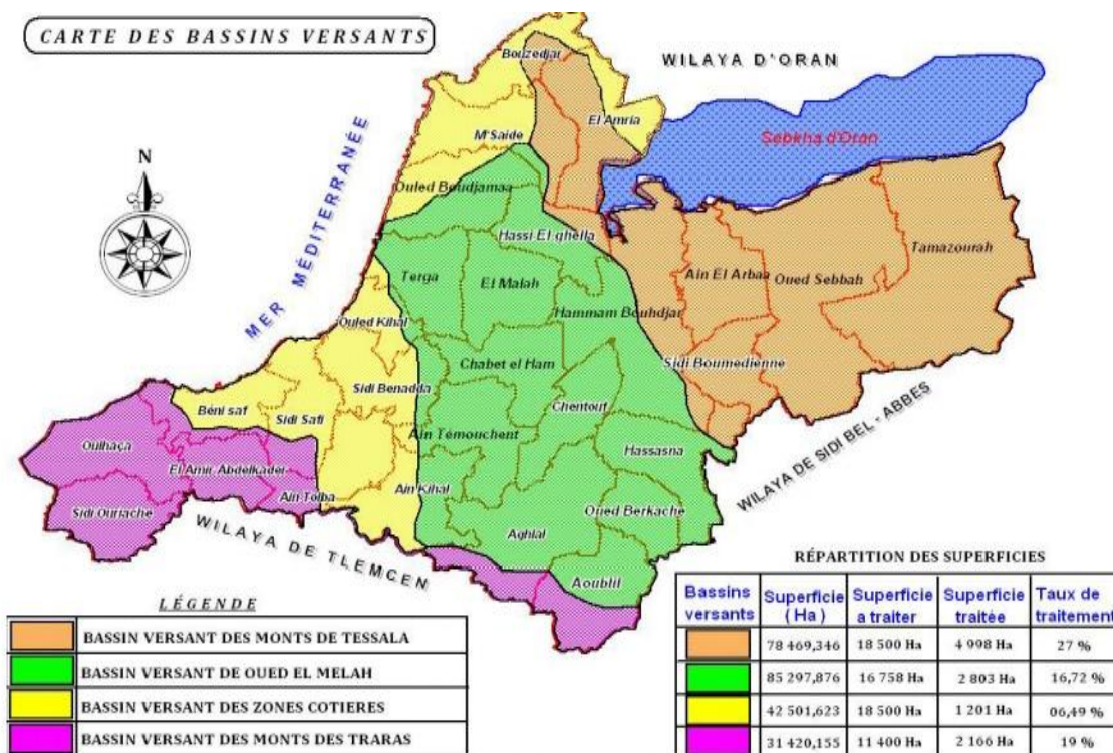 CARTE DES BASSINS VERSANTS
WILAYA D'ORAN
Bouzedjar
El Amria
M'Saide
Sebkha d'Oran
N
MER MÉDITERRANÉE
Ouled Boudjamaa
Hassi El ghella
Tamazourah
Terga
El Malah
Ain El Arbaa
Oued Sebbah
Hammam Bouhdjar
Ouled Kihal
Chabet el Ham
Sidi Boumedienne
Sidi Benadda
Béni saf
Sidi Safi
Chentouf
Ain Témouchent
Hassasna
Oulhaça
El Amir Abdelkader
Ain Tolba
Ain Kihal
Sidi Ouriache
Oued Berkache
Aghlal
Aoublil
WILAYA DE SIDI BEL - ABBES
WILAYA DE TLEMCEN
LÉGENDE
BASSIN VERSANT DES MONTS DE TESSALA
BASSIN VERSANT DE OUED EL MELAH
BASSIN VERSANT DES ZONES COTIERES
BASSIN VERSANT DES MONTS DES TRARAS
RÉPARTITION DES SUPERFICIES
Bassins versants Superficie ( Ha ) Superficie a traiter Superficie traitée Taux de traitement
78 469,346 18 500 Ha 4 998 Ha 27 %
85 297,876 16 758 Ha 2 803 Ha 16,72 %
42 501,623 18 500 Ha 1 201 Ha 06,49 %
31 420,155 11 400 Ha 2 166 Ha 19 %